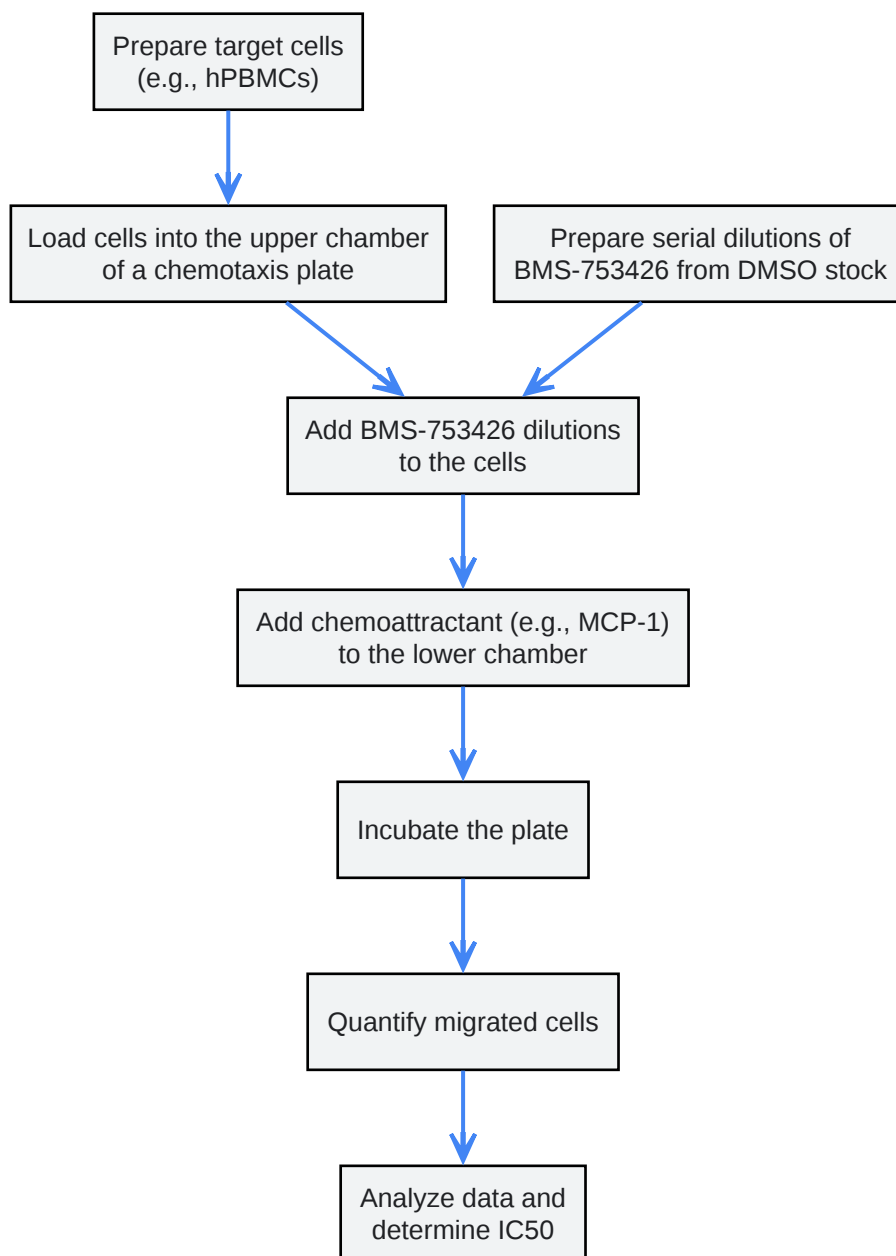 Prepare target cells
(e.g., hPBMCs)
Load cells into the upper chamber
of a chemotaxis plate
Prepare serial dilutions of
BMS-753426 from DMSO stock
Add BMS-753426 dilutions
to the cells
Add chemoattractant (e.g., MCP-1)
to the lower chamber
Incubate the plate
Quantify migrated cells
Analyze data and
determine IC50